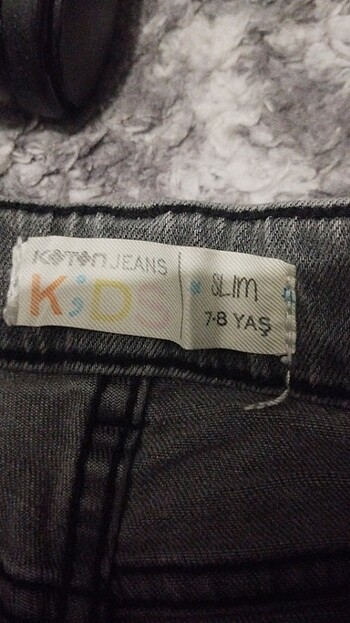 KOTON JEANS
KiDS
SLIM
7-8 YAŞ